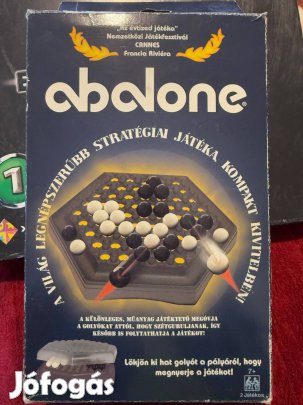 „Az évtized játéka”
Nemzetközi Játékfesztivál
CANNES
Francia Riviéra
abalone®
A VILÁG LEGNÉPSZERŰBB STRATÉGIAI JÁTÉKA KOMPAKT KIVITELBEN!
A KÜLÖNLEGES, MŰANYAG JÁTÉKTETŐ MEGÓVJA
A GOLYÓKAT ATTÓL, HOGY SZÉTGURULJANAK, ÍGY
KÉSŐBB IS FOLYTATHATJA A JÁTÉKOT!
Lökjön ki hat golyót a pályáról, hogy
megnyerje a játékot!
7+
2 Játékos
1
Jófogás